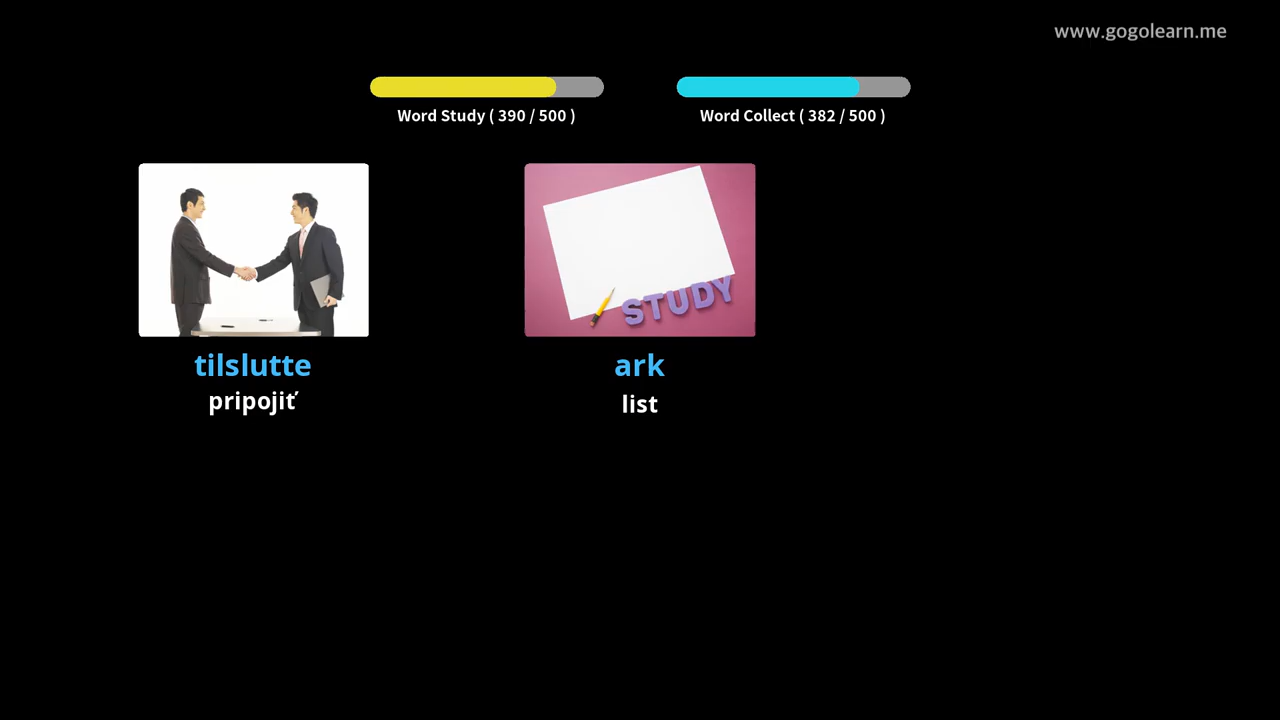 www.gogolearn.me
Word Study ( 390 / 500 )
Word Collect ( 382 / 500 )
STUDY
tilslutte
ark
pripojiť
list